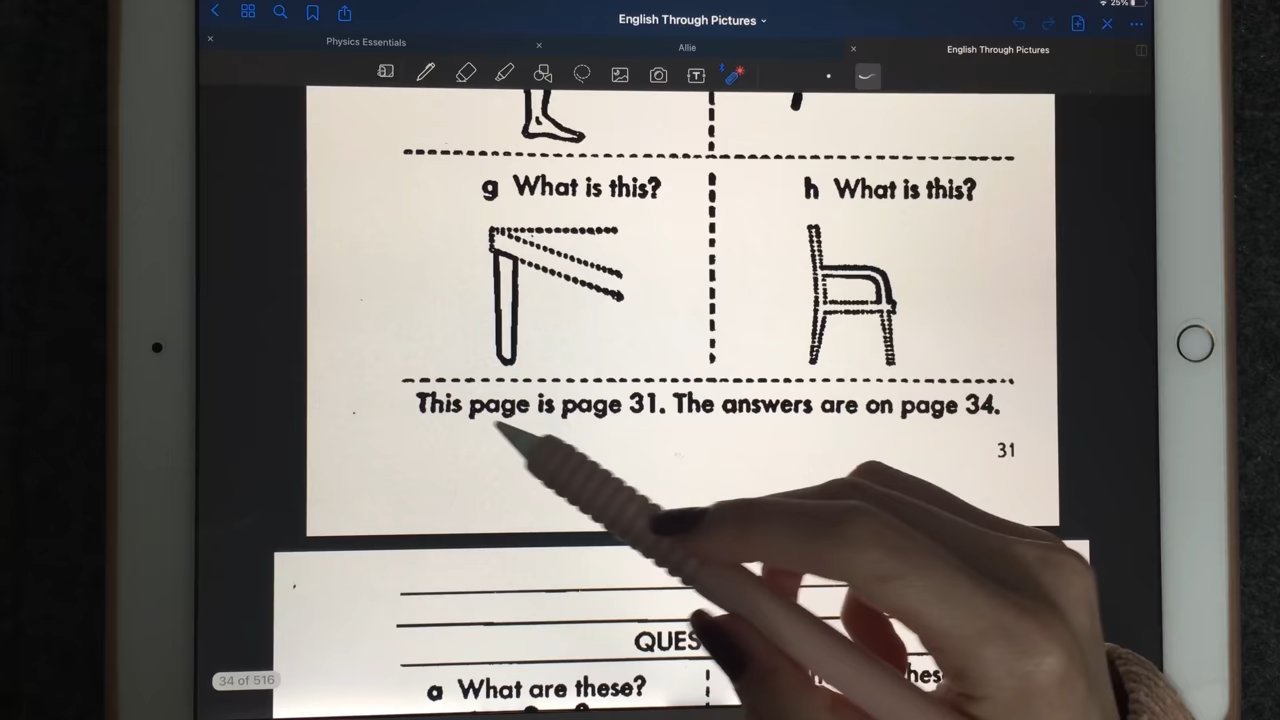 25%
English Through Pictures
Physics Essentials
Allie
English Through Pictures
T
g What is this?
h What is this?
This page is page 31. The answers are on page 34.
31
QUES
a What are these?
34 of 516